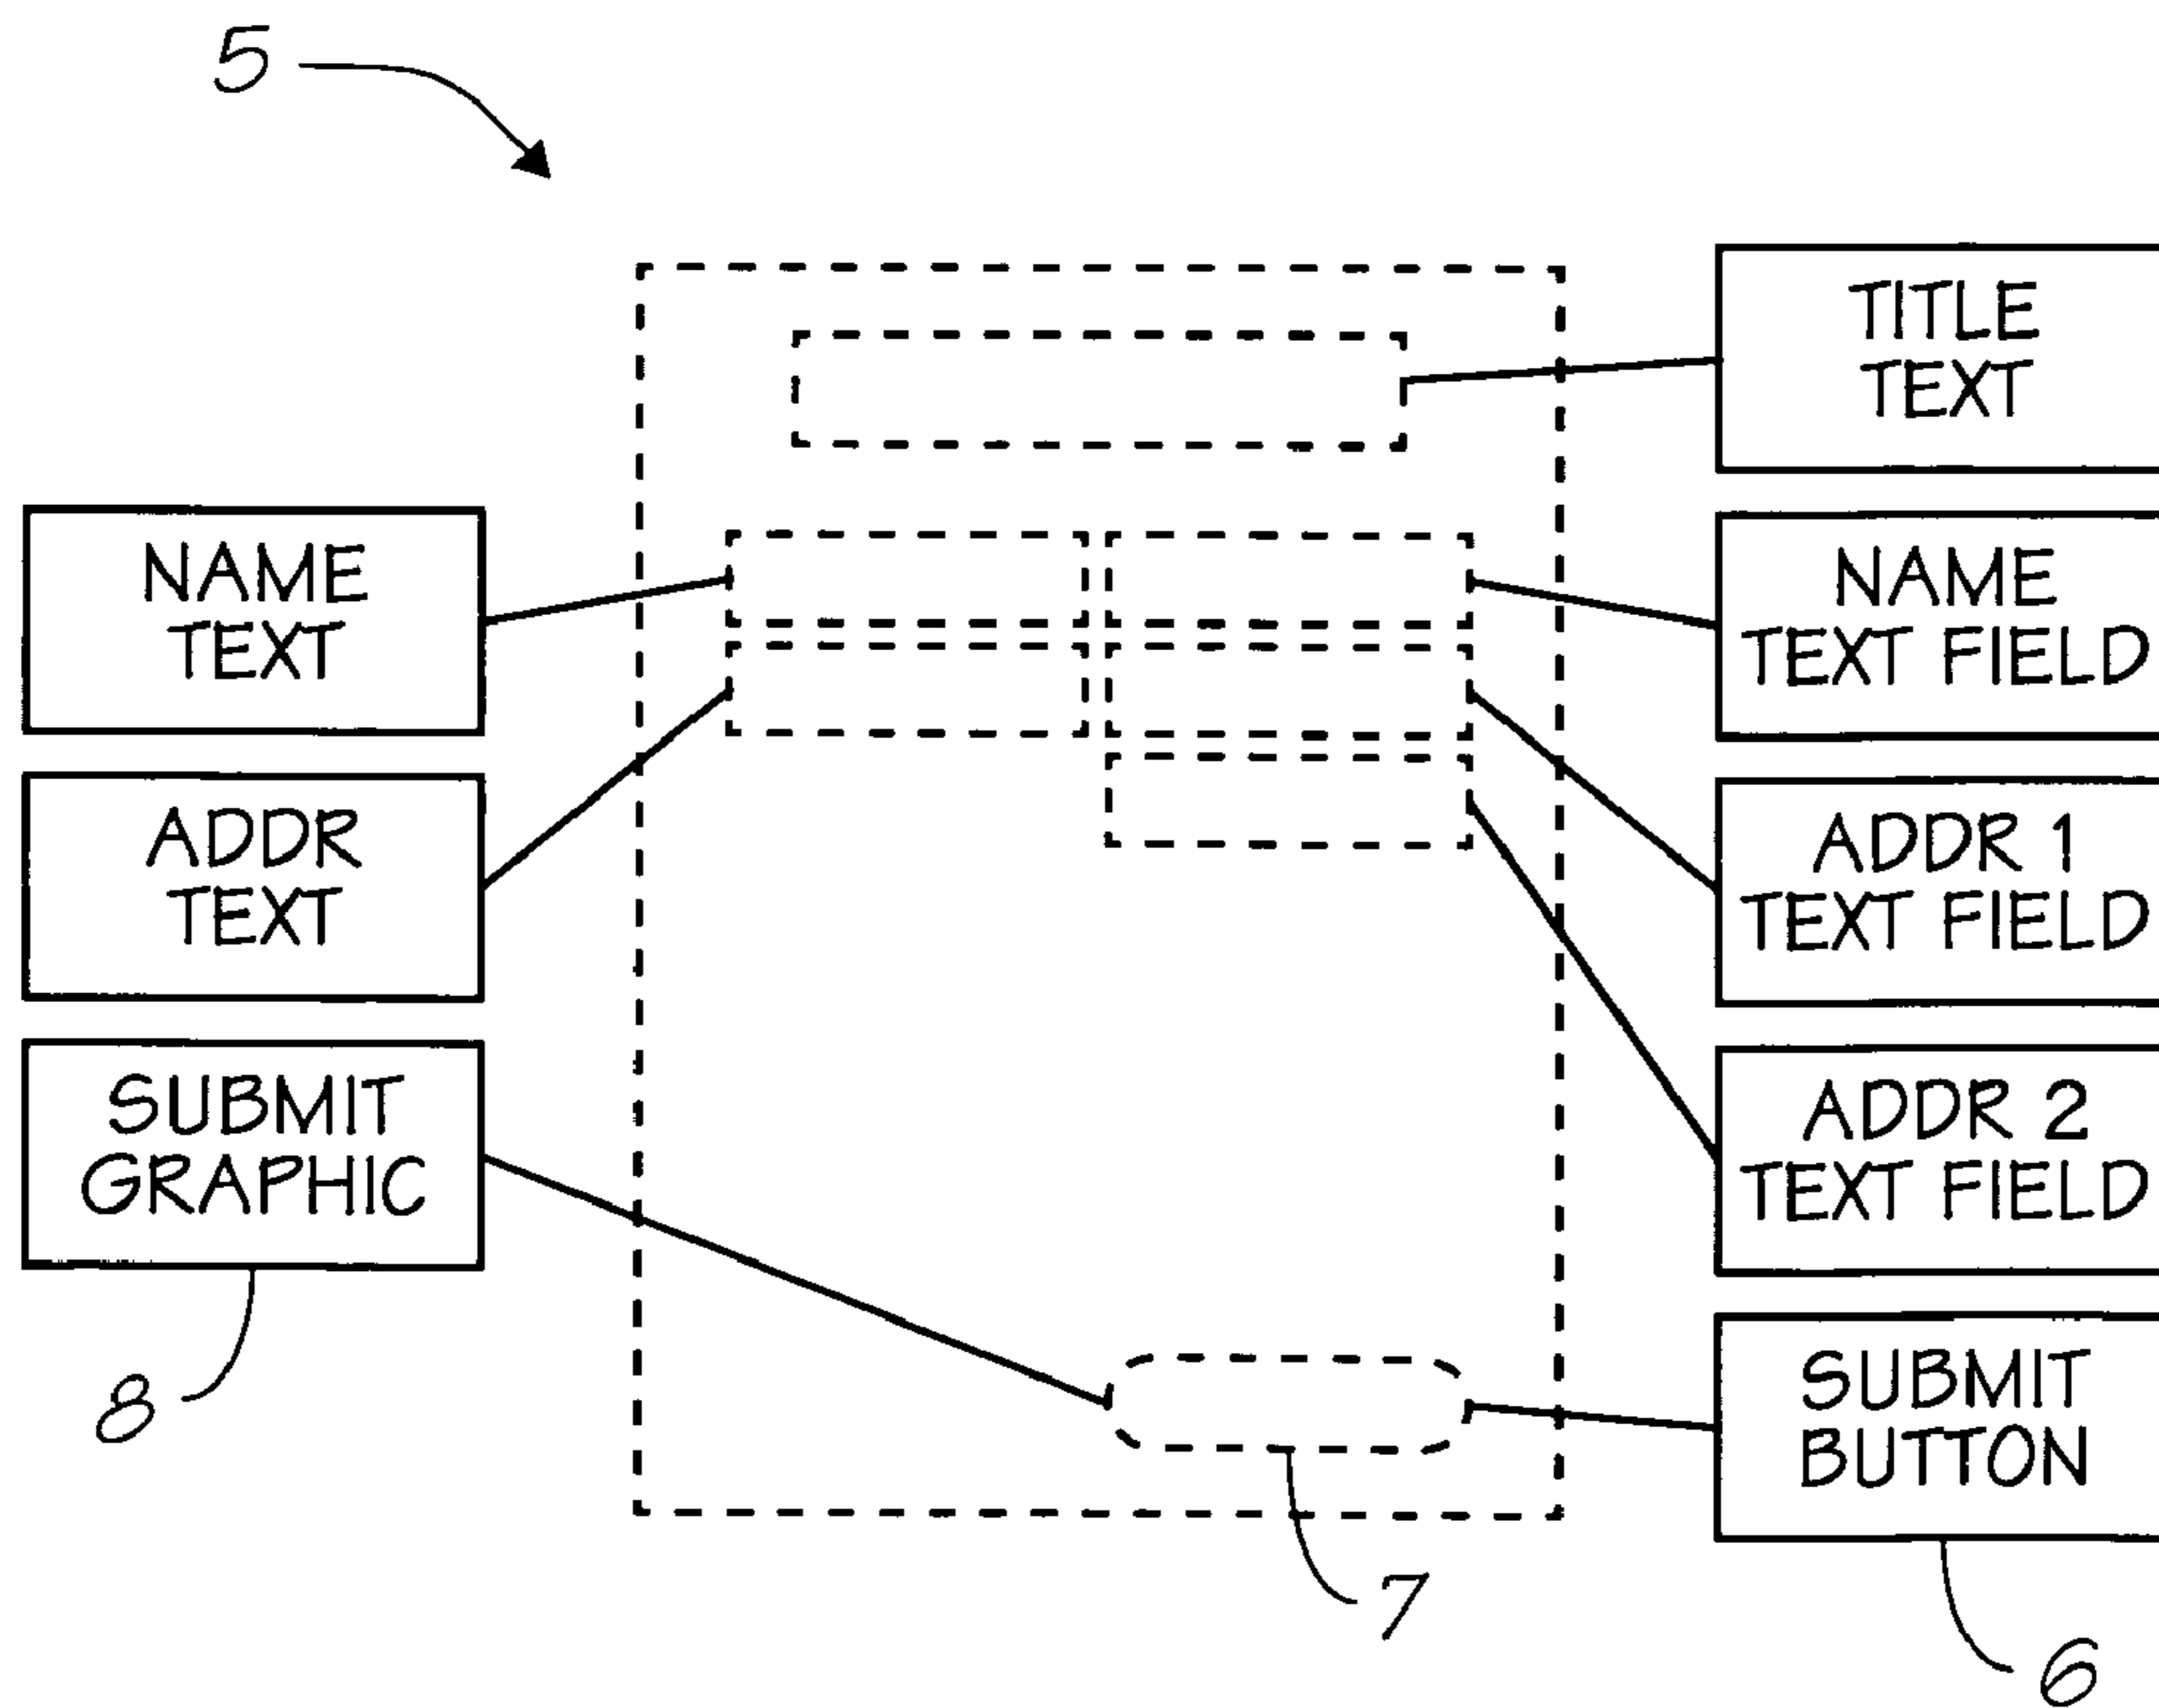 5
TITLE
TEXT
NAME
TEXT
NAME
TEXT FIELD
ADDR
TEXT
ADDR 1
TEXT FIELD
SUBMIT
GRAPHIC
ADDR 2
TEXT FIELD
SUBMIT
BUTTON
8
7
6